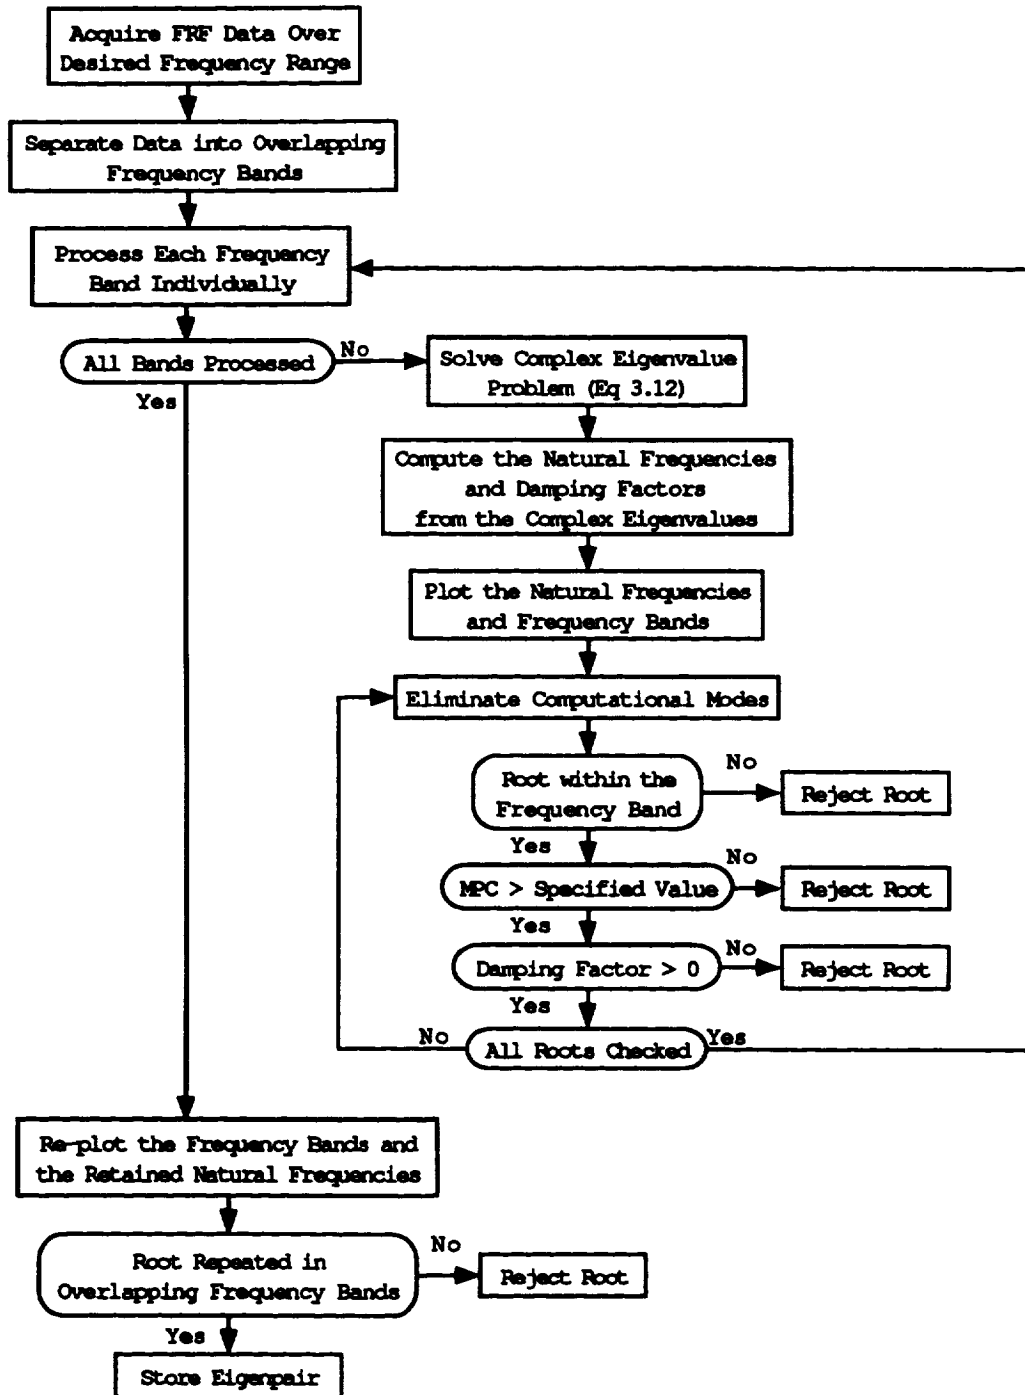 Acquire FRF Data Over
Desired Frequency Range
Separate Data into Overlapping
Frequency Bands
Process Each Frequency
Band Individually
All Bands Processed
No
Yes
Solve Complex Eigenvalue
Problem (Eq 3.12)
Compute the Natural Frequencies
and Damping Factors
from the Complex Eigenvalues
Plot the Natural Frequencies
and Frequency Bands
Eliminate Computational Modes
Root within the
Frequency Band
No
Reject Root
Yes
MPC > Specified Value
No
Reject Root
Yes
Damping Factor > 0
No
Reject Root
Yes
No
All Roots Checked
Yes
Re-plot the Frequency Bands and
the Retained Natural Frequencies
Root Repeated in
Overlapping Frequency Bands
No
Reject Root
Yes
Store Eigenpair